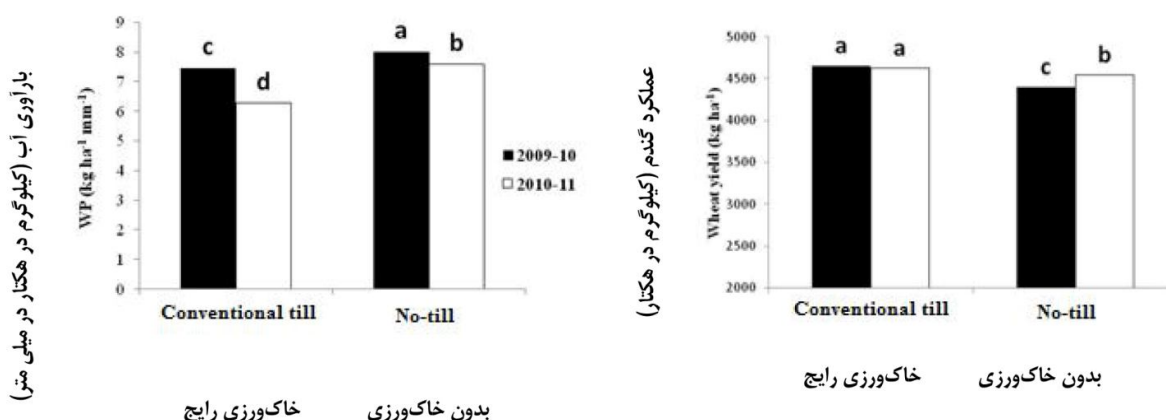 بارآوری آب (کیلوگرم در هکتار در میلی متر)
WP (kg ha⁻¹ mm⁻¹)
9
8
7
6
5
4
3
2
1
0
c
d
a
b
2009-10
2010-11
Conventional till
No-till
خاک‌ورزی رایج
بدون خاک‌ورزی
عملکرد گندم (کیلوگرم در هکتار)
Wheat yield (kg ha⁻¹)
5000
4500
4000
3500
3000
2500
2000
a
a
c
b
Conventional till
No-till
خاک‌ورزی رایج
بدون خاک‌ورزی